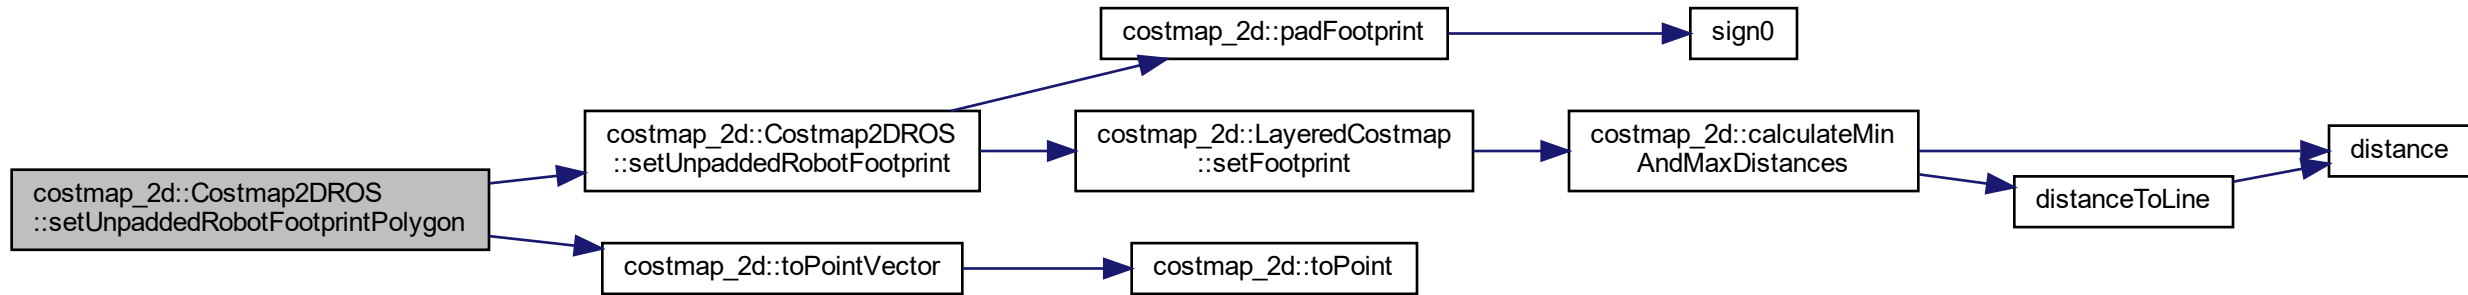 costmap_2d::Costmap2DROS
::setUnpaddedRobotFootprintPolygon
costmap_2d::Costmap2DROS
::setUnpaddedRobotFootprint
costmap_2d::padFootprint
sign0
costmap_2d::LayeredCostmap
::setFootprint
costmap_2d::calculateMin
AndMaxDistances
distance
distanceToLine
costmap_2d::toPointVector
costmap_2d::toPoint